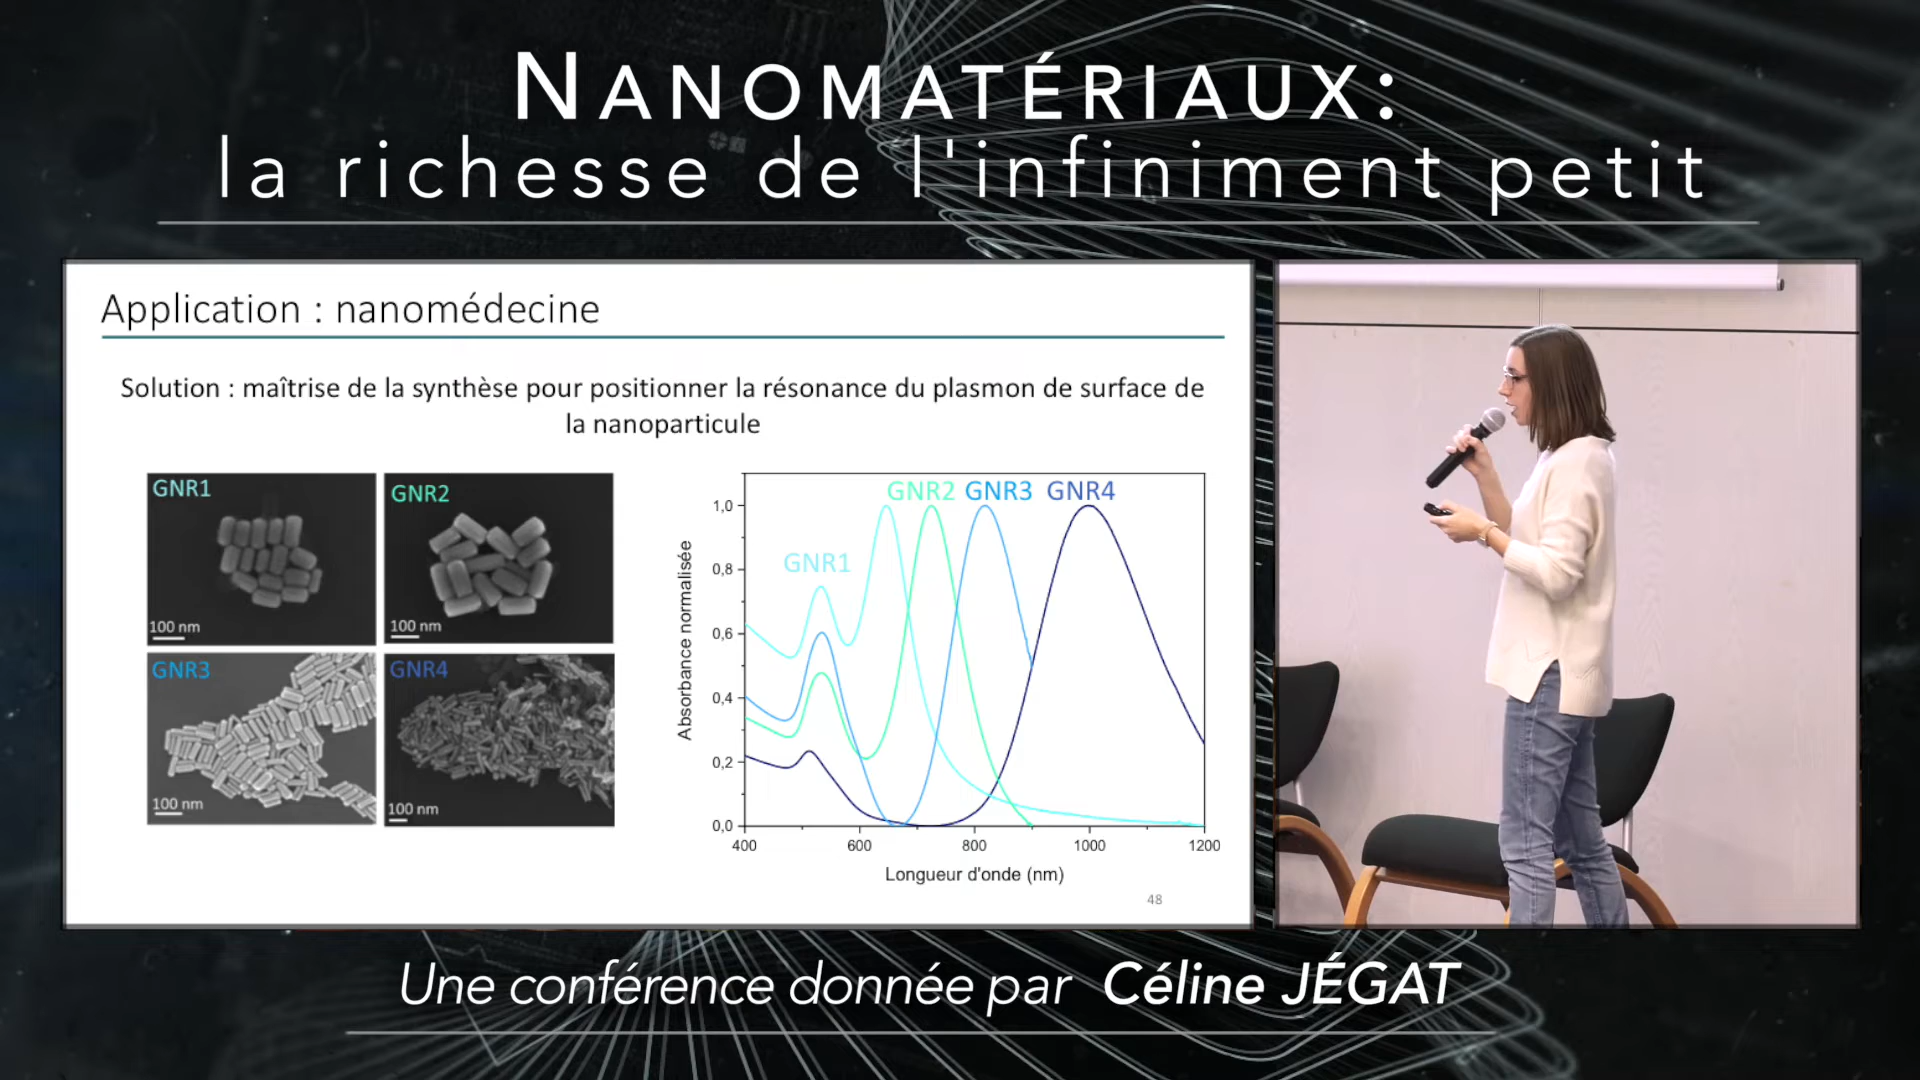 NANOMATÉRIAUX:
la richesse de l'infiniment petit
Application : nanomédecine
Solution : maîtrise de la synthèse pour positionner la résonance du plasmon de surface de
la nanoparticule
GNR1
100 nm
GNR2
100 nm
GNR3
100 nm
GNR4
100 nm
GNR2 GNR3 GNR4
GNR1
Absorbance normalisée
1,0
0,8
0,6
0,4
0,2
0,0
400 600 800 1000 1200
Longueur d'onde (nm)
48
Une conférence donnée par Céline JÉGAT